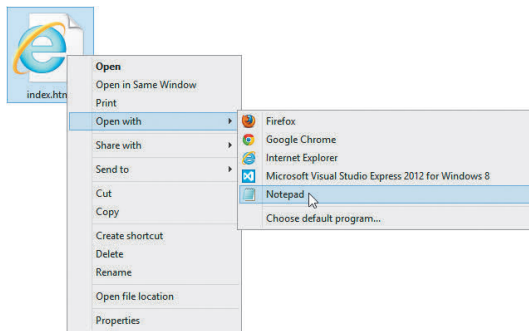 index.htm
Open
Open in Same Window
Print
Open with
Share with
Send to
Cut
Copy
Create shortcut
Delete
Rename
Open file location
Properties
Firefox
Google Chrome
Internet Explorer
Microsoft Visual Studio Express 2012 for Windows 8
Notepad
Choose default program...